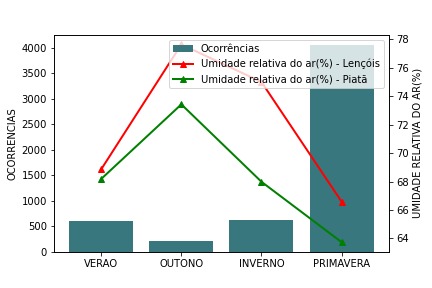 4000
3500
3000
2500
2000
1500
1000
500
0
OCORRENCIAS
Ocorrências
Umidade relativa do ar(%) - Lençóis
Umidade relativa do ar(%) - Piatã
78
76
74
72
70
68
66
64
UMIDADE RELATIVA DO AR(%)
VERAO OUTONO INVERNO PRIMAVERA